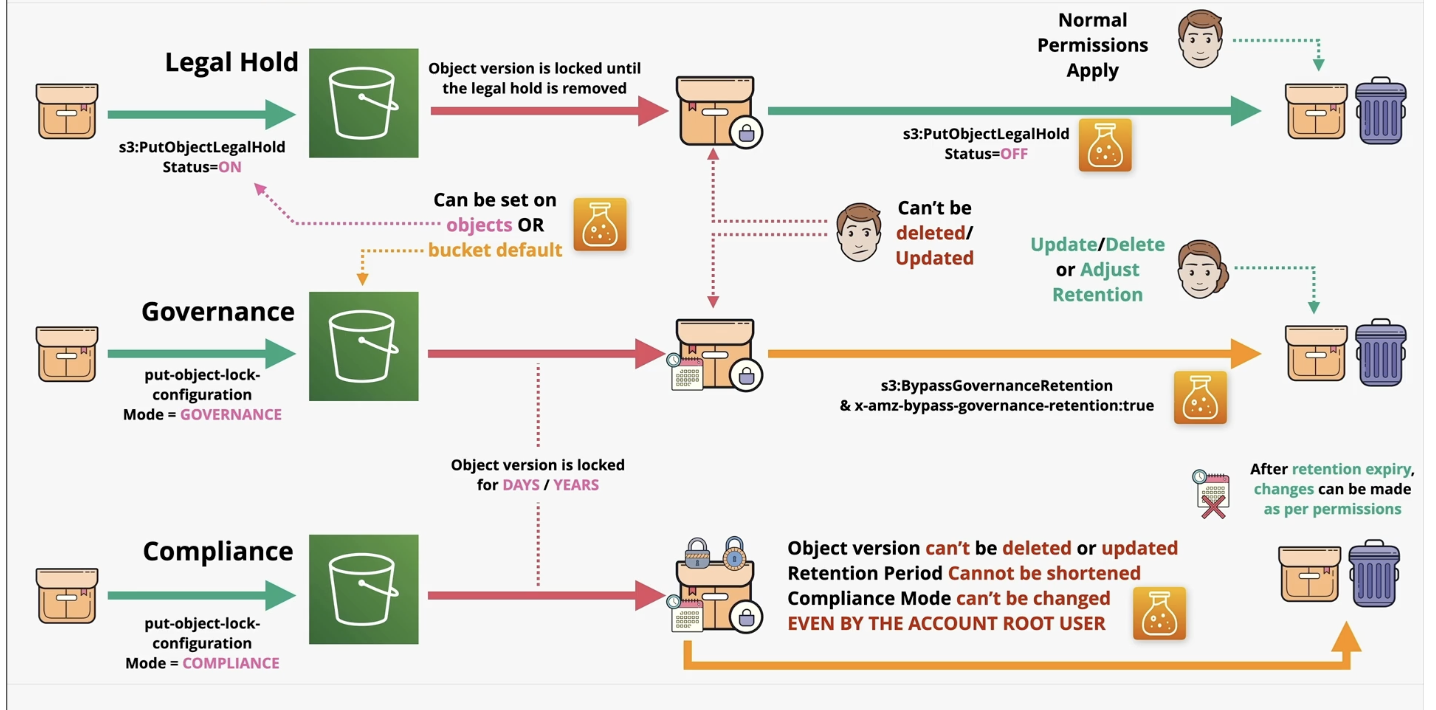 Legal Hold
s3:PutObjectLegalHold
Status=ON
Object version is locked until
the legal hold is removed
s3:PutObjectLegalHold
Status=OFF
Normal
Permissions
Apply
Can be set on
objects OR
bucket default
Can't be
deleted/
Updated
Governance
put-object-lock-
configuration
Mode = GOVERNANCE
Update/Delete
or Adjust
Retention
s3:BypassGovernanceRetention
& x-amz-bypass-governance-retention:true
Object version is locked
for DAYS / YEARS
After retention expiry,
changes can be made
as per permissions
Compliance
put-object-lock-
configuration
Mode = COMPLIANCE
Object version can't be deleted or updated
Retention Period Cannot be shortened
Compliance Mode can't be changed
EVEN BY THE ACCOUNT ROOT USER